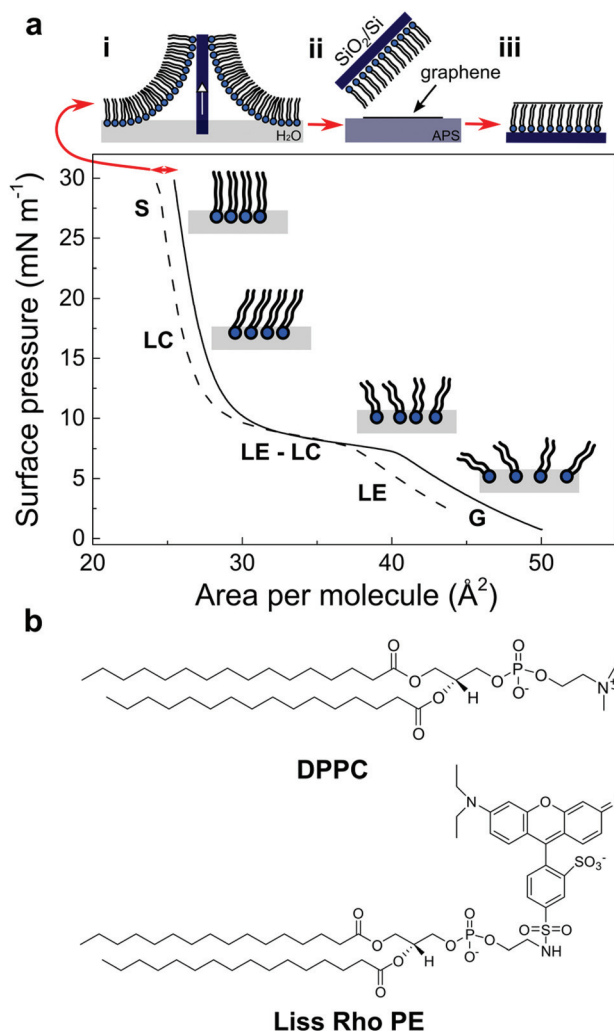 a
i
ii
iii
SiO2/Si
graphene
H2O
APS
Surface pressure (mN m-1)
30
25
20
15
10
5
0
S
LC
LE - LC
LE
G
20 30 40 50
Area per molecule (Å2)
b
O
O
O
O
H
O
O
P
O-
O
N+
DPPC
N
O
SO3-
O
O
O
O
H
O
O
P
O-
O
O=S=O
NH
Liss Rho PE